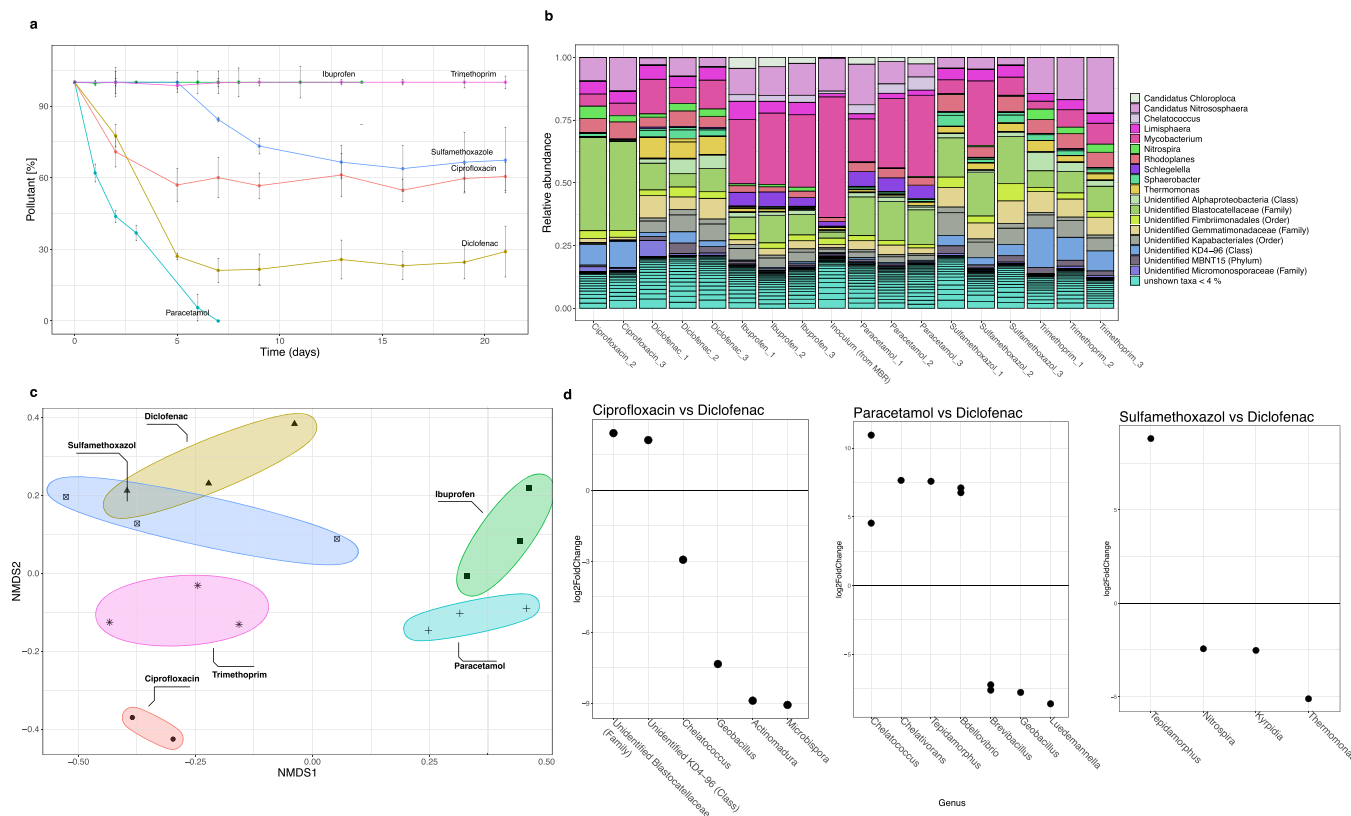 a
Pollutant [%]
90
60
30
0
0
5
10
15
20
Time (days)
Ibuprofen
Trimethoprim
Sulfamethoxazole
Ciprofloxacin
Diclofenac
Paracetamol
b
Relative abundance
1.00
0.75
0.50
0.25
0.00
Ciprofloxacin_2
Ciprofloxacin_3
Diclofenac_1
Diclofenac_2
Diclofenac_3
Ibuprofen_1
Ibuprofen_2
Ibuprofen_3
Inoculum (from MBR)
Paracetamol_1
Paracetamol_2
Paracetamol_3
Sulfamethoxazol_1
Sulfamethoxazol_2
Sulfamethoxazol_3
Trimethoprim_1
Trimethoprim_2
Trimethoprim_3
Candidatus Chloroploca
Candidatus Nitrososphaera
Chelatococcus
Limisphaera
Mycobacterium
Nitrospira
Rhodoplanes
Schlegelella
Sphaerobacter
Thermomonas
Unidentified Alphaproteobacteria (Class)
Unidentified Blastocatellaceae (Family)
Unidentified Fimbriimonadales (Order)
Unidentified Gemmatimonadaceae (Family)
Unidentified Kapabacteriales (Order)
Unidentified KD4−96 (Class)
Unidentified MBNT15 (Phylum)
Unidentified Micromonosporaceae (Family)
unshown taxa < 4 %
c
NMDS2
0.4
0.2
0.0
−0.2
−0.4
−0.50
−0.25
0.00
0.25
0.50
NMDS1
Diclofenac
Sulfamethoxazol
Ibuprofen
Paracetamol
Trimethoprim
Ciprofloxacin
d
Ciprofloxacin vs Diclofenac
log2FoldChange
0
−3
−6
−9
Unidentified Blastocatellaceae
(Family)
Unidentified KD4−96 (Class)
Chelatococcus
Geobacillus
Actinomadura
Microbispora
Paracetamol vs Diclofenac
log2FoldChange
10
5
0
−5
Chelatococcus
Chelativorans
Tepidamorphus
Bdellovibrio
Brevibacillus
Geobacillus
Luedemannella
Genus
Sulfamethoxazol vs Diclofenac
log2FoldChange
5
0
−5
Tepidamorphus
Nitrospira
Kyrpidia
Thermomonas